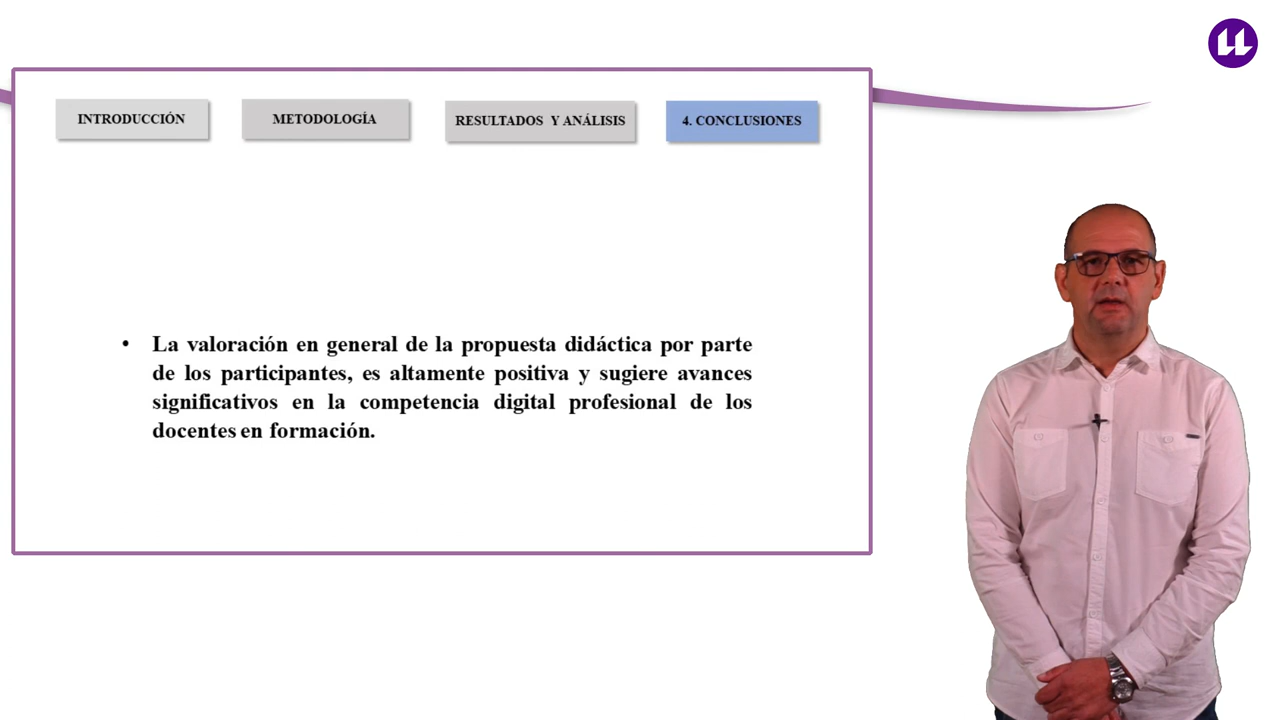 INTRODUCCIÓN
METODOLOGÍA
RESULTADOS Y ANÁLISIS
4. CONCLUSIONES
• La valoración en general de la propuesta didáctica por parte
de los participantes, es altamente positiva y sugiere avances
significativos en la competencia digital profesional de los
docentes en formación.